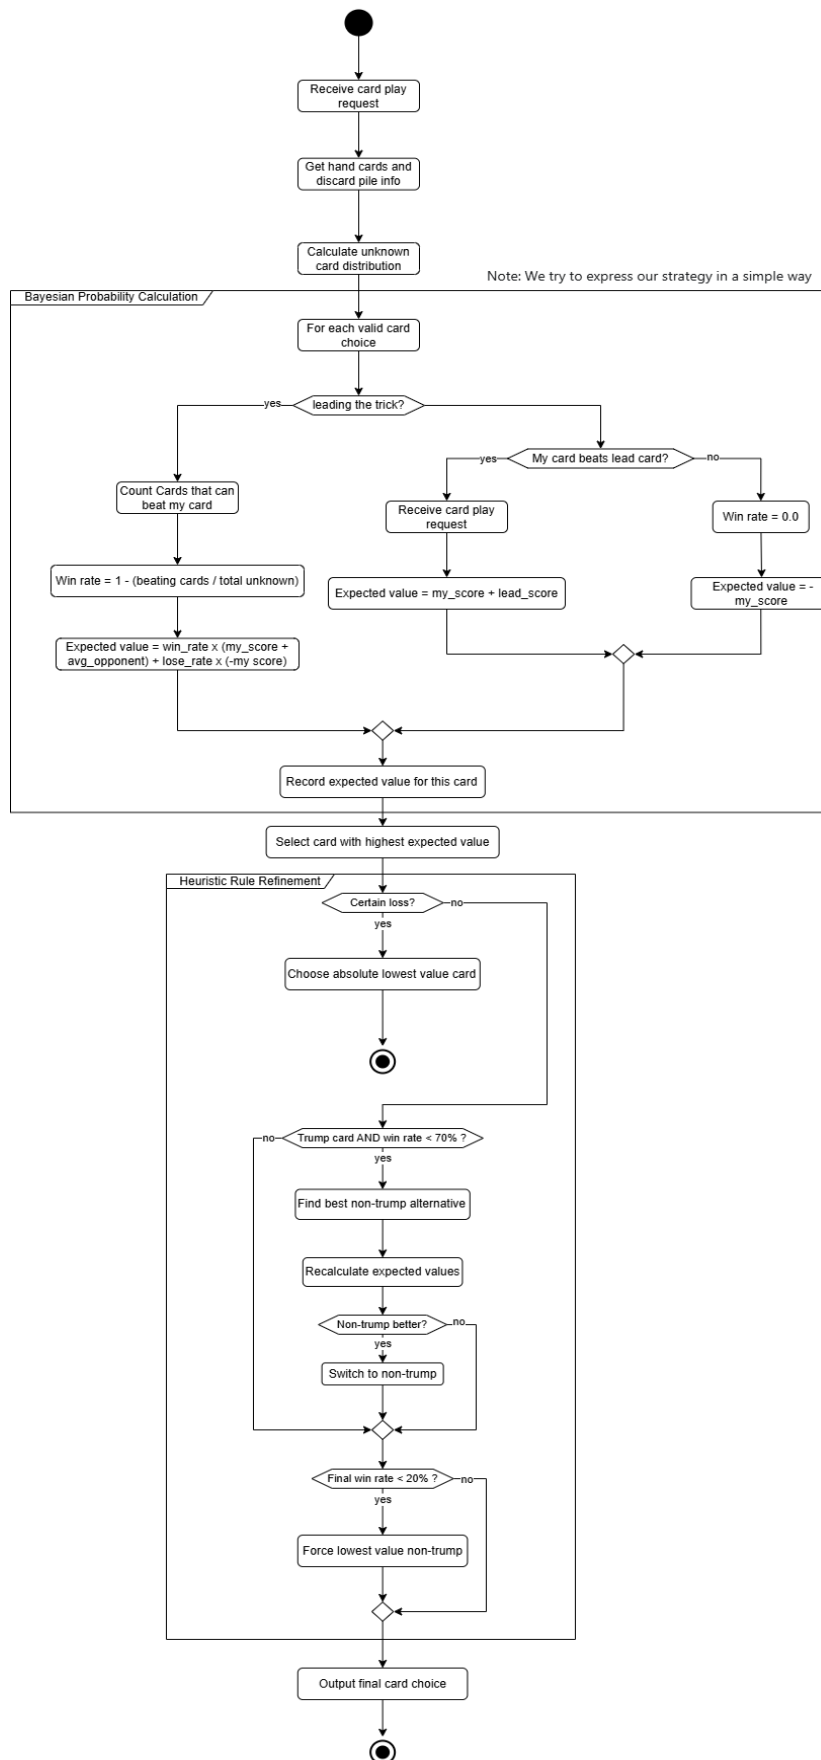 Receive card play
request
Get hand cards and
discard pile info
Calculate unknown
card distribution
Note: We try to express our strategy in a simple way
Bayesian Probability Calculation
For each valid card
choice
yes
leading the trick?
yes
My card beats lead card?
no
Count Cards that can
beat my card
Receive card play
request
Win rate = 0.0
Win rate = 1 - (beating cards / total unknown)
Expected value = my_score + lead_score
Expected value = -
my_score
Expected value = win_rate x (my_score +
avg_opponent) + lose_rate x (-my score)
Record expected value for this card
Select card with highest expected value
Heuristic Rule Refinement
Certain loss?
no
yes
Choose absolute lowest value card
no
Trump card AND win rate < 70% ?
yes
Find best non-trump alternative
Recalculate expected values
Non-trump better?
no
yes
Switch to non-trump
Final win rate < 20% ?
no
yes
Force lowest value non-trump
Output final card choice